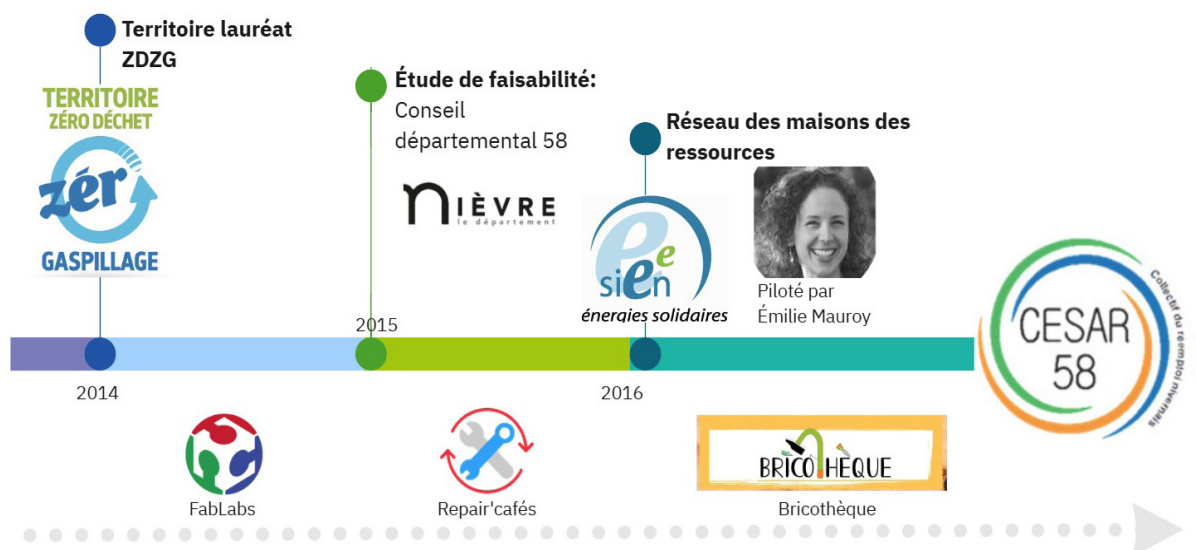 Territoire lauréat
ZDZG
TERRITOIRE
ZÉRO DÉCHET
zér
GASPILLAGE
Étude de faisabilité:
Conseil
départemental 58
nIÈVRE
le département
Réseau des maisons des
ressources
siеen
énergies solidaires
Piloté par
Émilie Mauroy
2014
2015
2016
CESAR
58
Collectif du réemploi nivernais
FabLabs
Repair'cafés
BRICOTHEQUE
Bricothèque